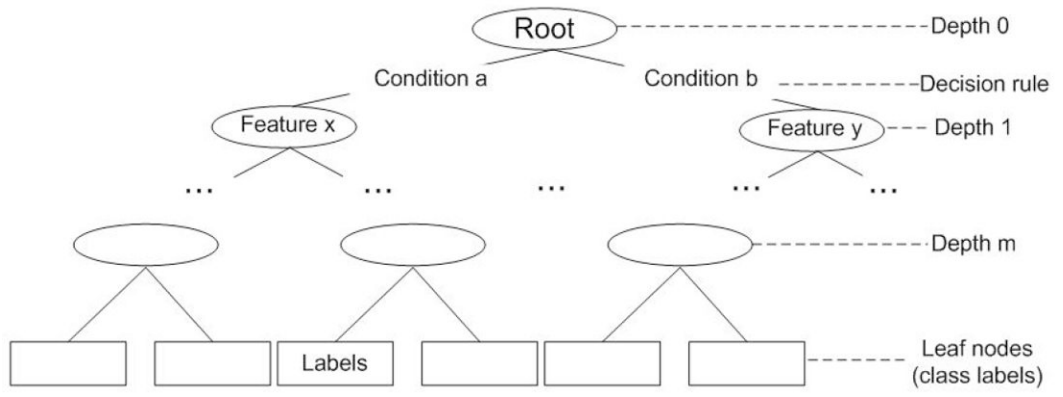 Root
Depth 0
Condition a
Condition b
Decision rule
Feature x
Feature y
Depth 1
... ... ... ... ...
Depth m
Labels
Leaf nodes
(class labels)